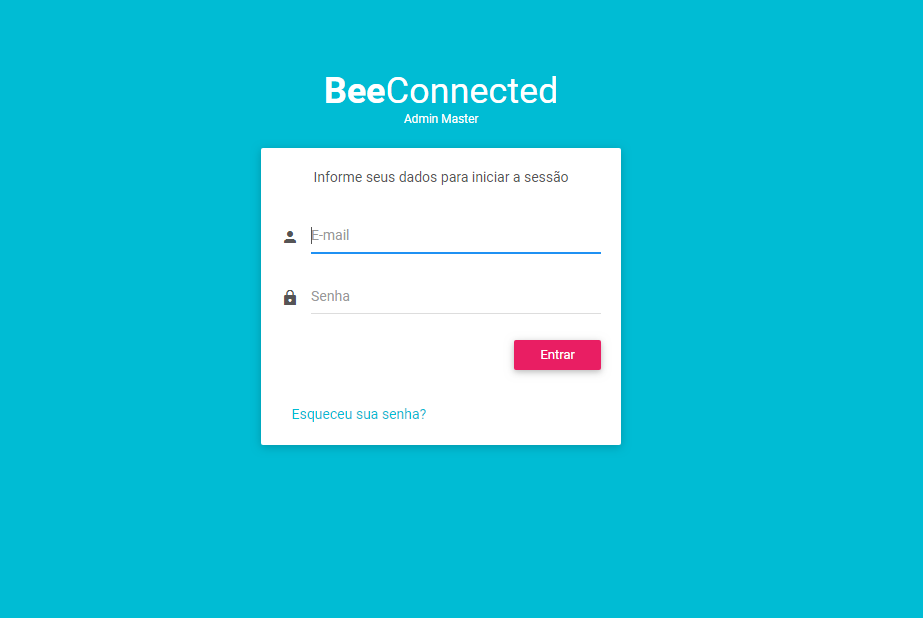 BeeConnected
Admin Master
Informe seus dados para iniciar a sessão
E-mail
Senha
Entrar
Esqueceu sua senha?